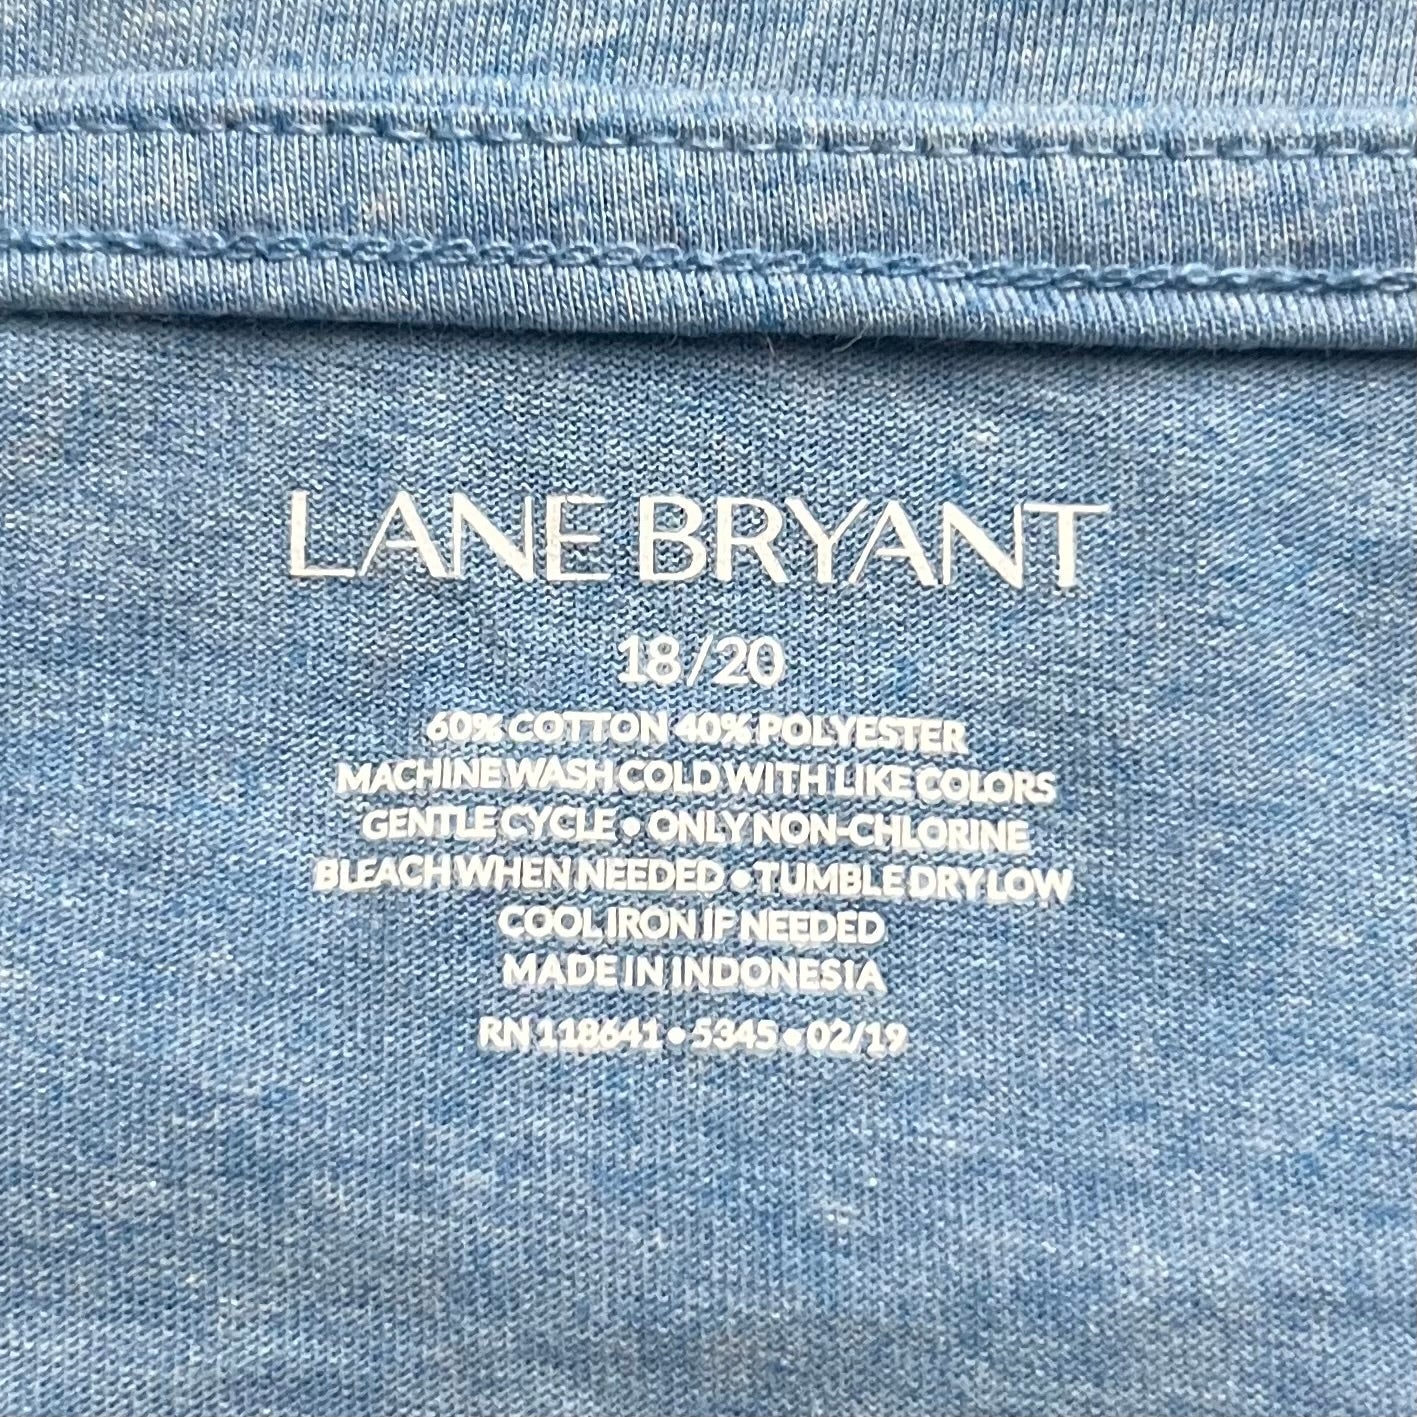 LANE BRYANT
18/20
60% COTTON 40% POLYESTER
MACHINE WASH COLD WITH LIKE COLORS
GENTLE CYCLE • ONLY NON-CHLORINE
BLEACH WHEN NEEDED • TUMBLE DRY LOW
COOL IRON IF NEEDED
MADE IN INDONESIA
RN 118641 • 5345 • 02/19